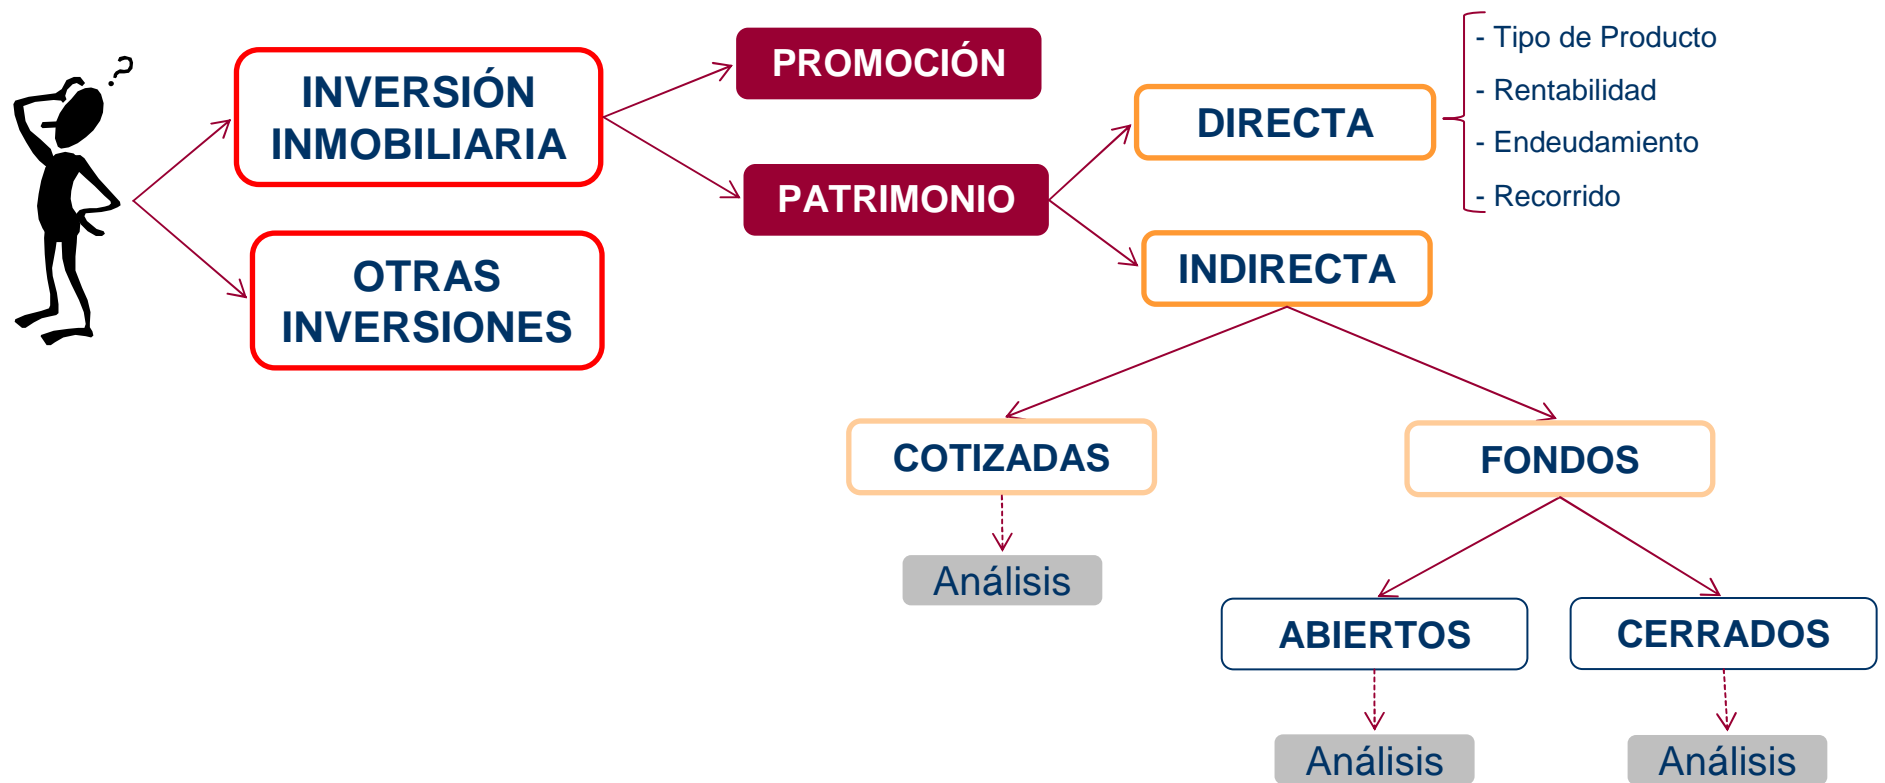 ?
INVERSIÓN
INMOBILIARIA
OTRAS
INVERSIONES
PROMOCIÓN
PATRIMONIO
DIRECTA
- Tipo de Producto
- Rentabilidad
- Endeudamiento
- Recorrido
INDIRECTA
COTIZADAS
FONDOS
Análisis
ABIERTOS
CERRADOS
Análisis
Análisis